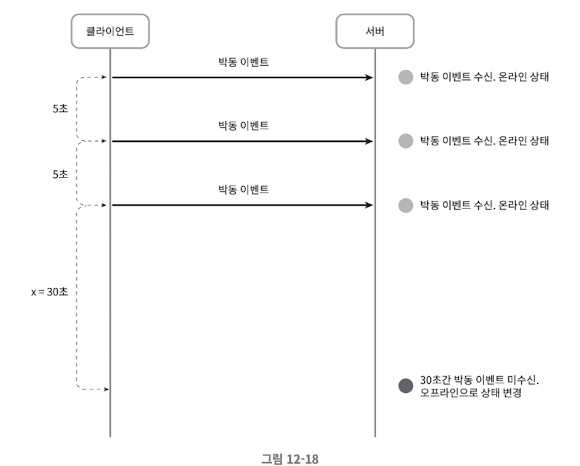 클라이언트
서버
박동 이벤트
박동 이벤트 수신. 온라인 상태
5초
박동 이벤트
박동 이벤트 수신. 온라인 상태
5초
박동 이벤트
박동 이벤트 수신. 온라인 상태
x = 30초
30초간 박동 이벤트 미수신.
오프라인으로 상태 변경
그림 12-18